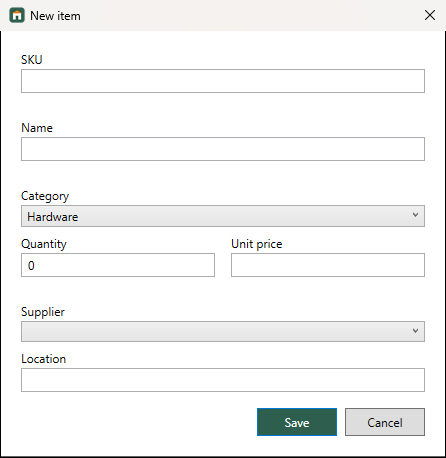 New item
SKU
Name
Category
Hardware
Quantity Unit price
0
Supplier
Location
Save Cancel